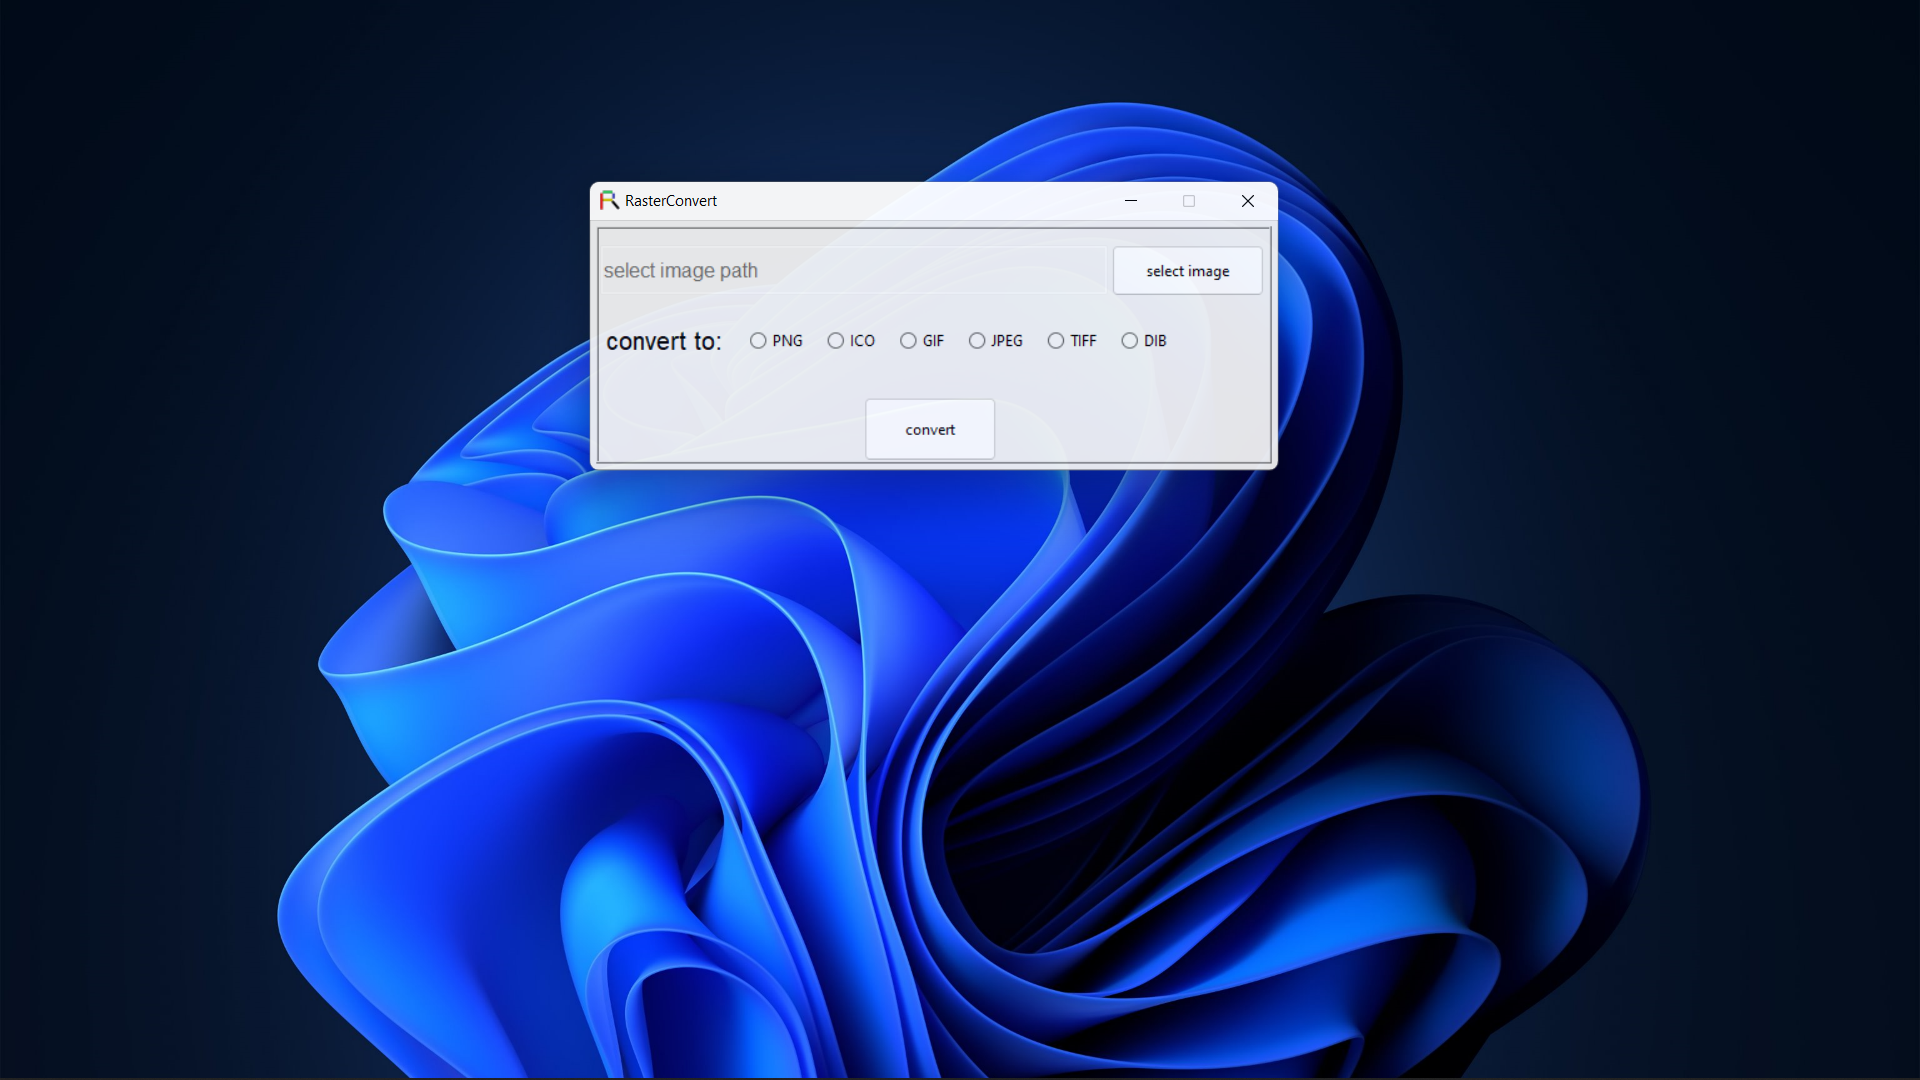 RasterConvert
select image path
select image
convert to: PNG ICO GIF JPEG TIFF DIB
convert